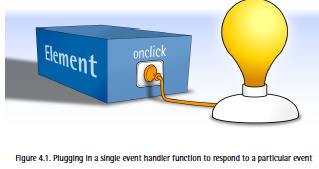 Element
onclick
Figure 4.1. Plugging in a single event handler function to respond to a particular event